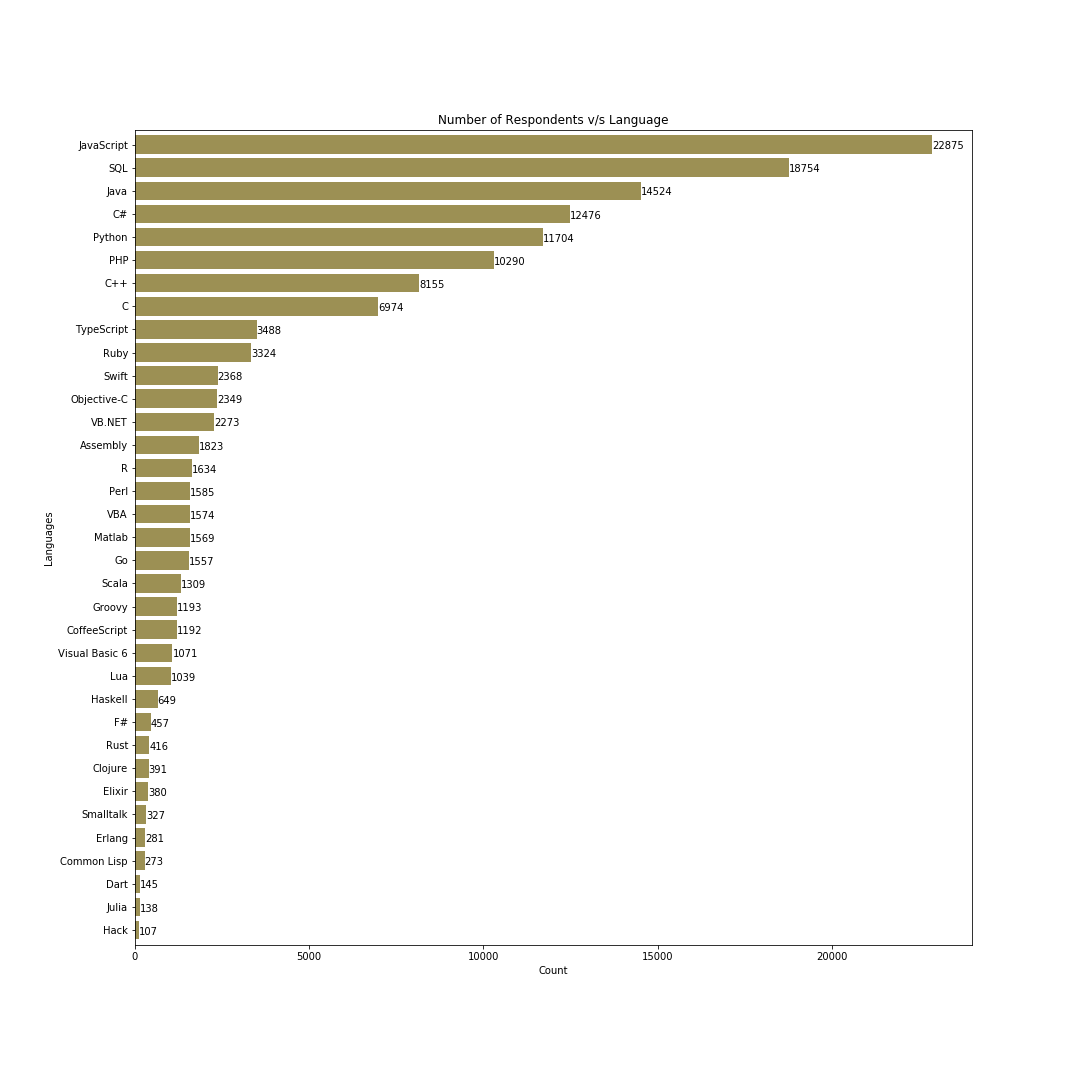 Number of Respondents v/s Language
JavaScript 22875
SQL 18754
Java 14524
C# 12476
Python 11704
PHP 10290
C++ 8155
C 6974
TypeScript 3488
Ruby 3324
Swift 2368
Objective-C 2349
VB.NET 2273
Assembly 1823
R 1634
Perl 1585
VBA 1574
Matlab 1569
Go 1557
Scala 1309
Groovy 1193
CoffeeScript 1192
Visual Basic 6 1071
Lua 1039
Haskell 649
F# 457
Rust 416
Clojure 391
Elixir 380
Smalltalk 327
Erlang 281
Common Lisp 273
Dart 145
Julia 138
Hack 107
Languages
0 5000 10000 15000 20000
Count